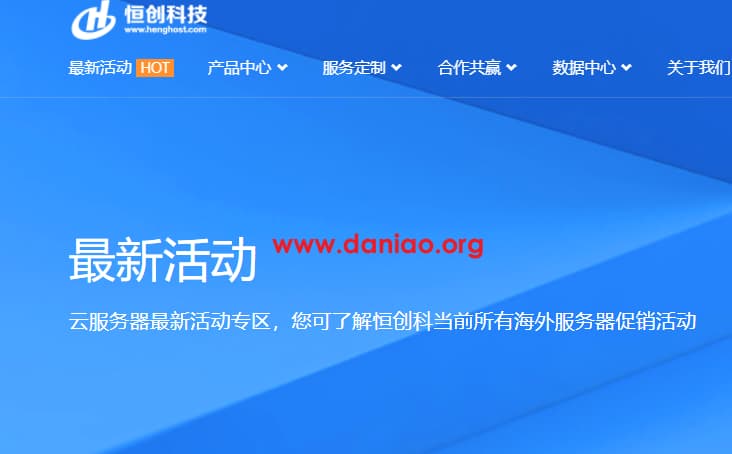 恒创科技
www.henghost.com
最新活动 HOT 产品中心 服务定制 合作共赢 数据中心 关于我们
最新活动 www.daniao.org
云服务器最新活动专区，您可了解恒创科当前所有海外服务器促销活动